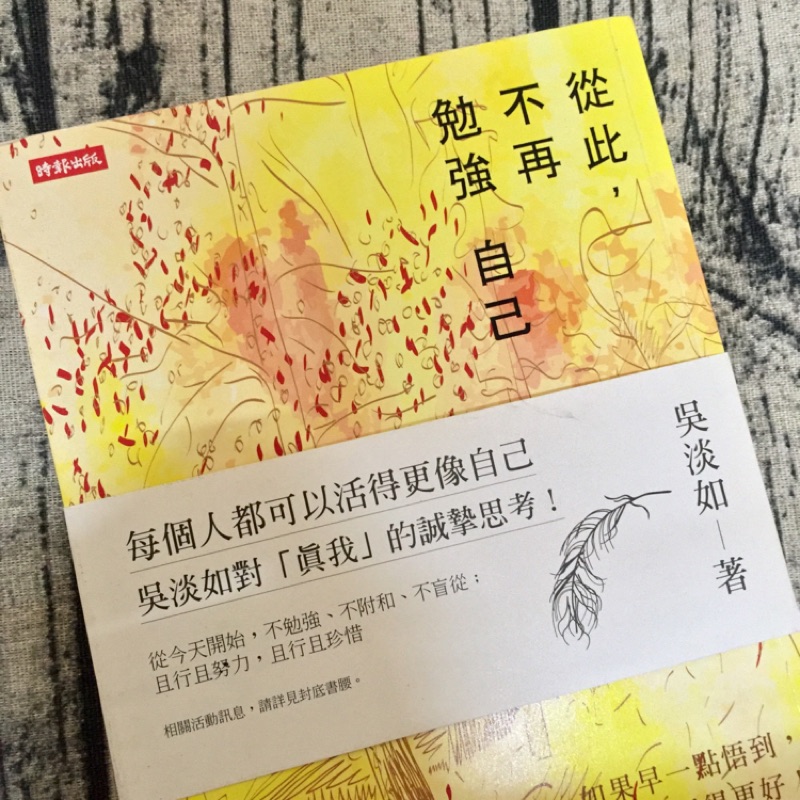 時報出版
從此，
不再
勉強 自己
吳淡如—著
每個人都可以活得更像自己
吳淡如對「眞我」的誠摯思考！
從今天開始，不勉強、不附和、不盲從；
且行且努力，且行且珍惜
相關活動訊息，請詳見封底書腰。
如果早一點悟到，
更好